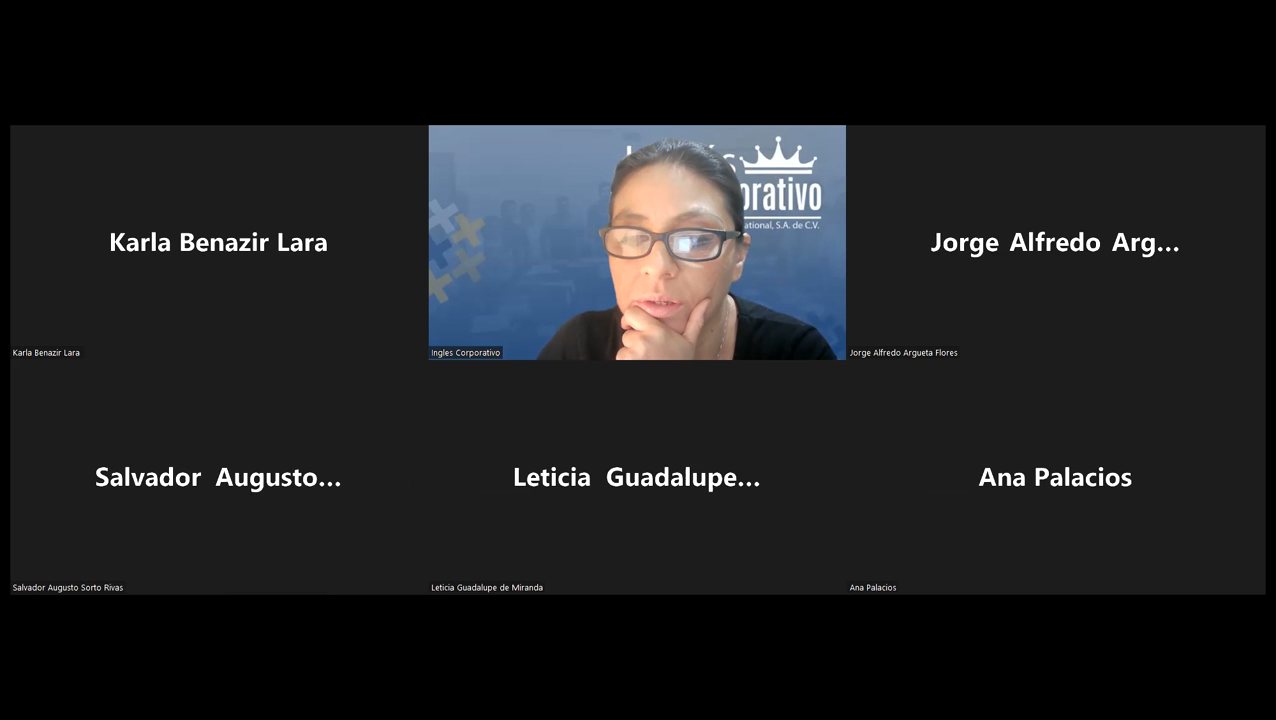 Karla Benazir Lara
Karla Benazir Lara
orativo
ational, S.A. de C.V.
Ingles Corporativo
Jorge Alfredo Arg...
Jorge Alfredo Argueta Flores
Salvador Augusto...
Salvador Augusto Sorto Rivas
Leticia Guadalupe...
Leticia Guadalupe de Miranda
Ana Palacios
Ana Palacios